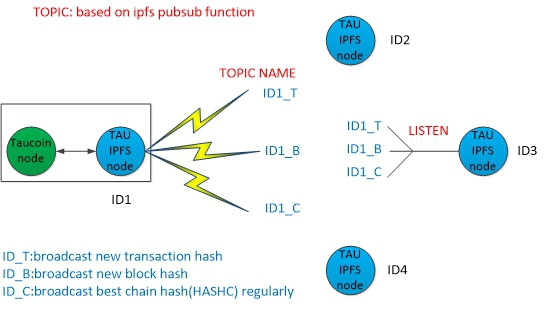 TOPIC: based on ipfs pubsub function
TAU
IPFS
node
ID2
TOPIC NAME
ID1_T
Taucoin
node
TAU
IPFS
node
ID1
ID1_B
ID1_C
ID1_T
ID1_B
ID1_C
LISTEN
TAU
IPFS
node
ID3
TAU
IPFS
node
ID4
ID_T:broadcast new transaction hash
ID_B:broadcast new block hash
ID_C:broadcast best chain hash(HASHC) regularly